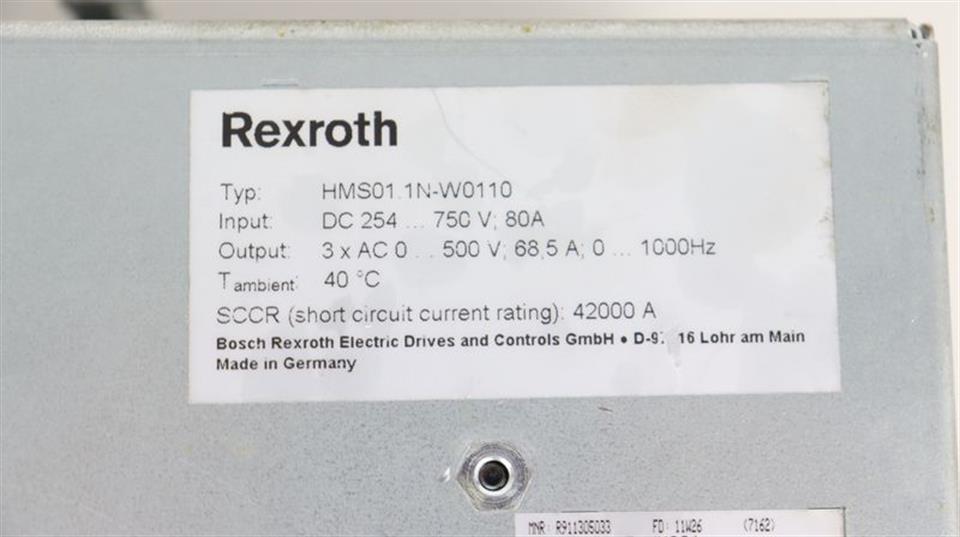 Rexroth
Typ: HMS01.1N-W0110
Input: DC 254 ... 750 V; 80A
Output: 3 x AC 0 ... 500 V; 68,5 A; 0 ... 1000Hz
Tambient: 40 °C
SCCR (short circuit current rating): 42000 A
Bosch Rexroth Electric Drives and Controls GmbH • Lohr am Main
Made in Germany
MNR: R911305033 FD: 11W26 (7162)